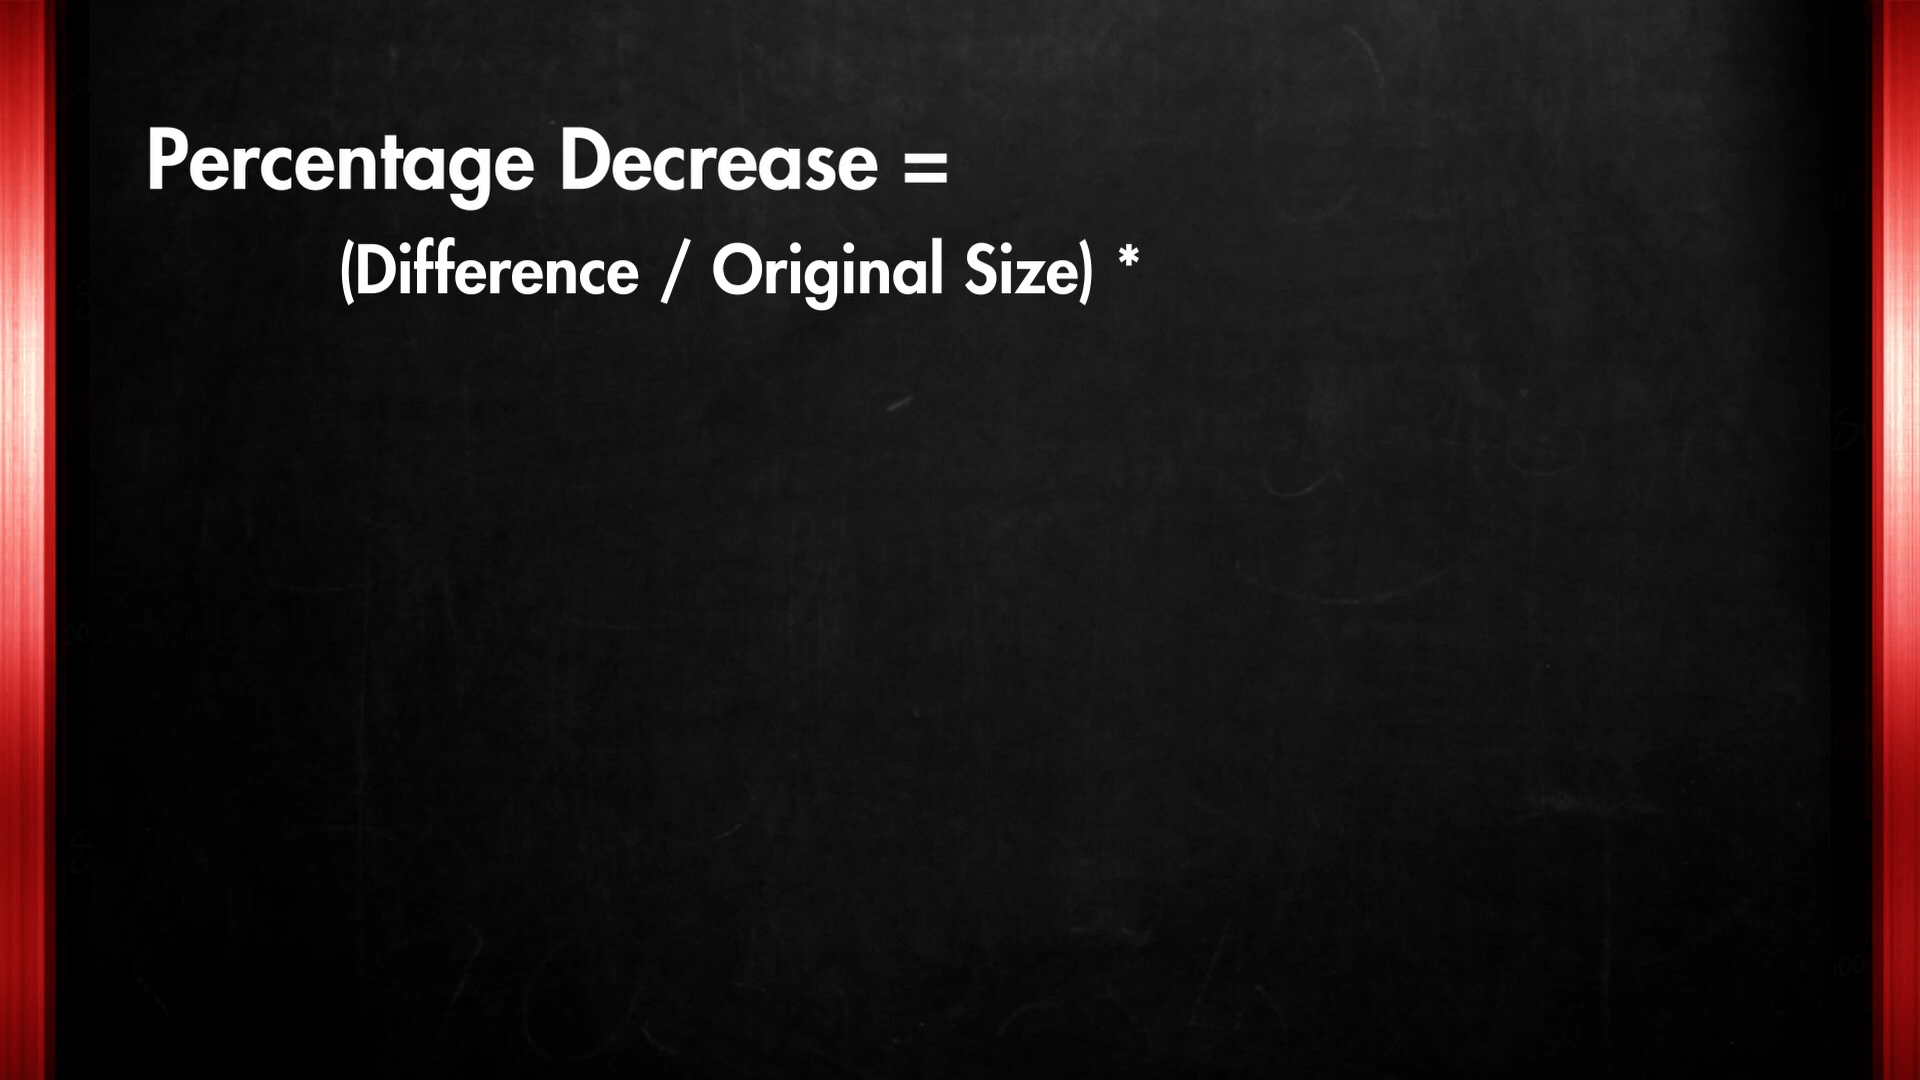 Percentage Decrease =
(Difference / Original Size) *